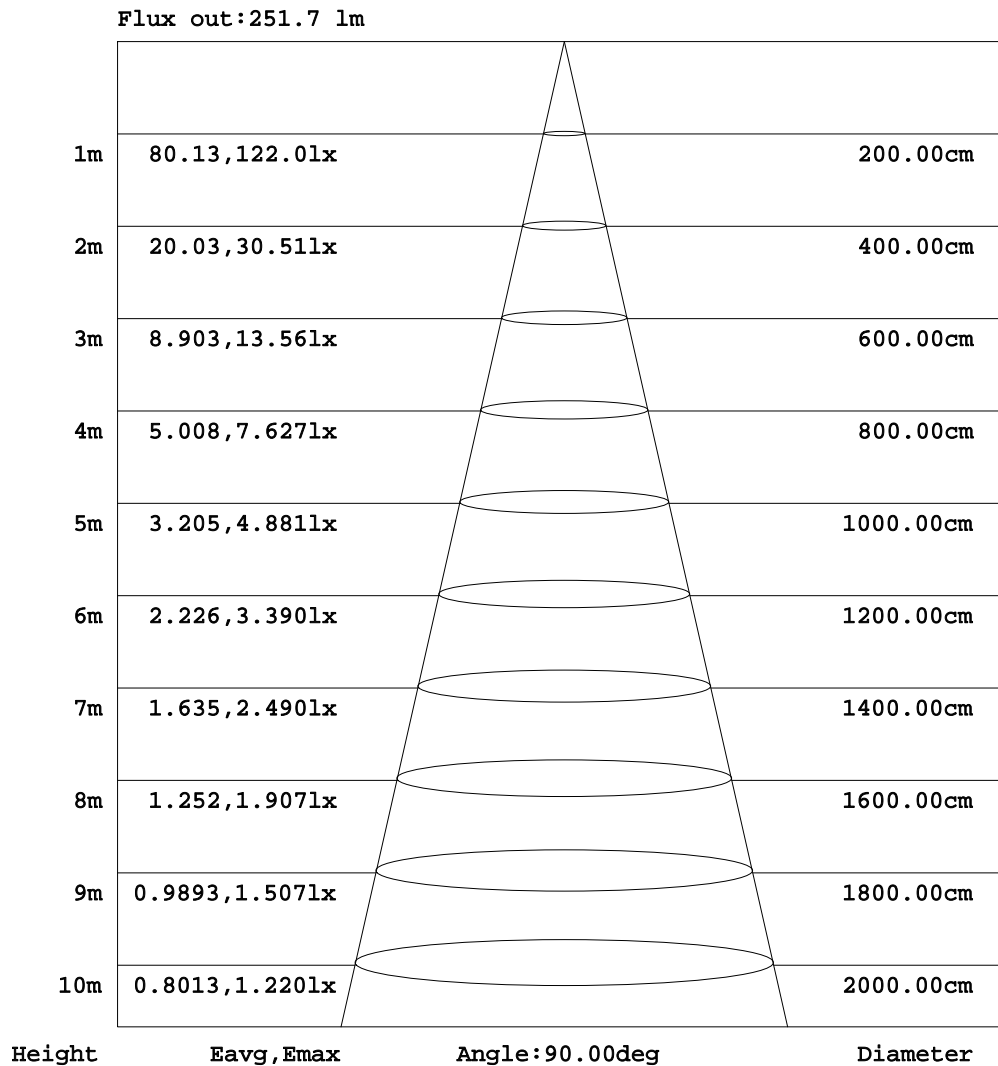 Flux out:251.7 lm
1m 80.13,122.0lx 200.00cm
2m 20.03,30.51lx 400.00cm
3m 8.903,13.56lx 600.00cm
4m 5.008,7.627lx 800.00cm
5m 3.205,4.881lx 1000.00cm
6m 2.226,3.390lx 1200.00cm
7m 1.635,2.490lx 1400.00cm
8m 1.252,1.907lx 1600.00cm
9m 0.9893,1.507lx 1800.00cm
10m 0.8013,1.220lx 2000.00cm
Height Eavg,Emax Angle:90.00deg Diameter